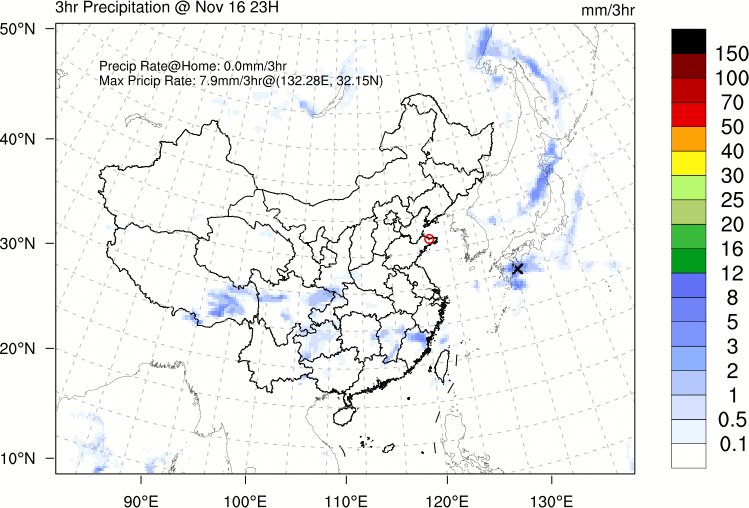 3hr Precipitation @ Nov 16 23H
mm/3hr
50°N
Precip Rate@Home: 0.0mm/3hr
Max Pricip Rate: 7.9mm/3hr@(132.28E, 32.15N)
40°N
30°N
20°N
10°N
90°E 100°E 110°E 120°E 130°E
150
100
70
50
40
30
25
20
16
12
8
5
3
2
1
0.5
0.1